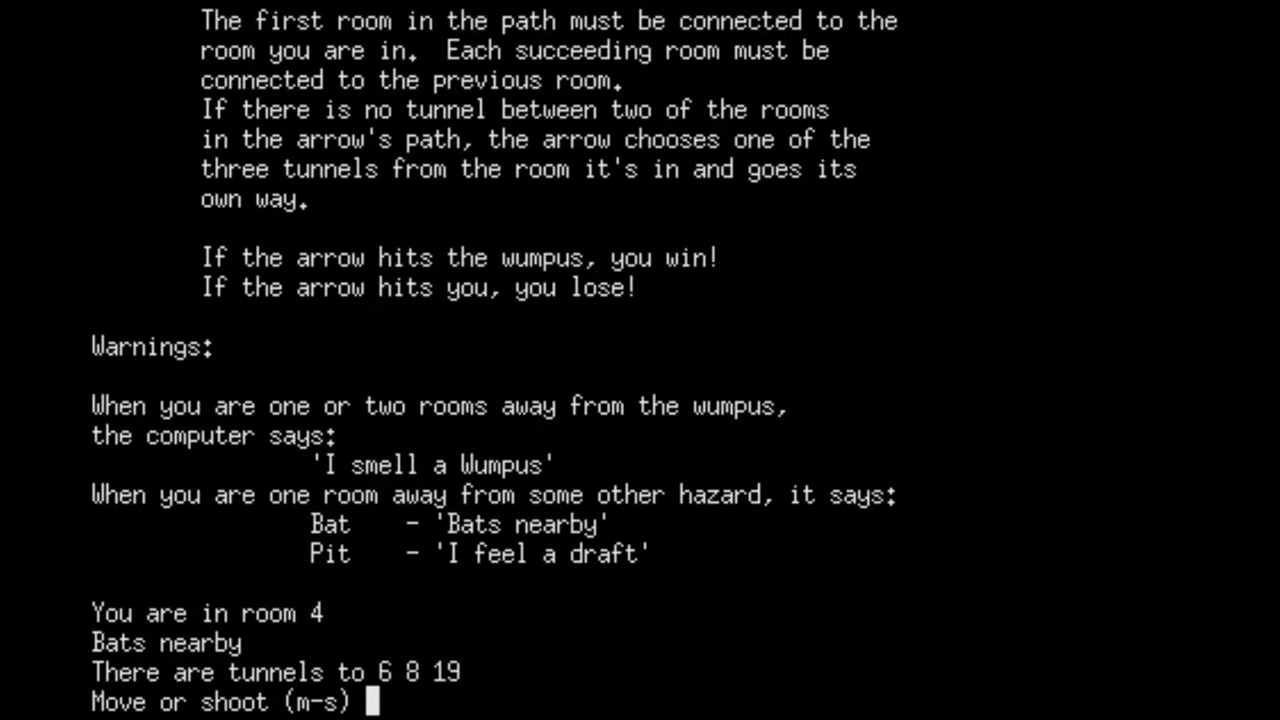 The first room in the path must be connected to the
room you are in.  Each succeeding room must be
connected to the previous room.
If there is no tunnel between two of the rooms
in the arrow's path, the arrow chooses one of the
three tunnels from the room it's in and goes its
own way.
If the arrow hits the wumpus, you win!
If the arrow hits you, you lose!
Warnings:
When you are one or two rooms away from the wumpus,
the computer says:
'I smell a Wumpus'
When you are one room away from some other hazard, it says:
Bat    - 'Bats nearby'
Pit    - 'I feel a draft'
You are in room 4
Bats nearby
There are tunnels to 6 8 19
Move or shoot (m-s)